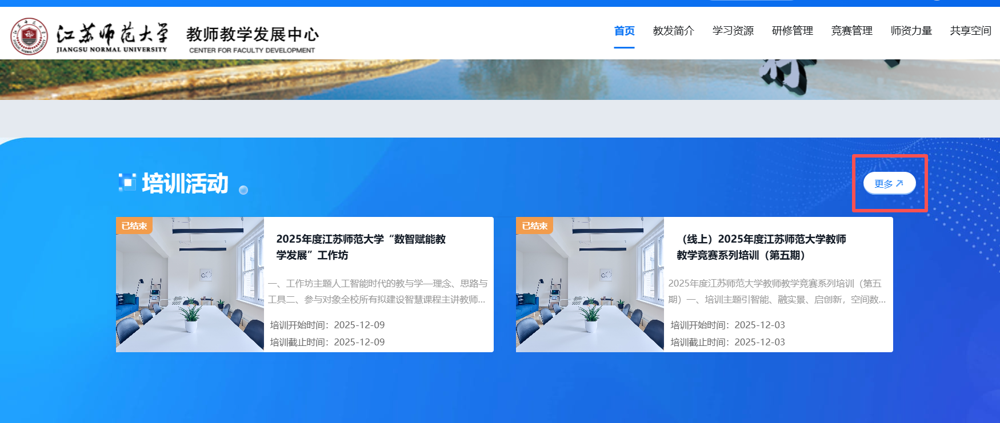 江苏师范大学
JIANGSU NORMAL UNIVERSITY
教师教学发展中心
CENTER FOR FACULTY DEVELOPMENT
首页 教发简介 学习资源 研修管理 竞赛管理 师资力量 共享空间
培训活动
更多
已结束
2025年度江苏师范大学“数智赋能教
学发展”工作坊
一、工作坊主题人工智能时代的教与学—理念、思路与
工具二、参与对象全校所有拟建设智慧课程主讲教师...
培训开始时间：2025-12-09
培训截止时间：2025-12-09
已结束
（线上）2025年度江苏师范大学教师
教学竞赛系列培训（第五期）
2025年度江苏师范大学教师教学竞赛系列培训（第五
期）一、培训主题引智能、融实景、启创新，空间数...
培训开始时间：2025-12-03
培训截止时间：2025-12-03